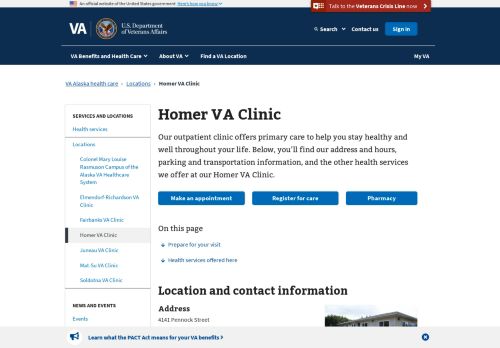 An official website of the United States government Here's how you know
Talk to the Veterans Crisis Line now
VA
U.S. Department
of Veterans Affairs
Search
Contact us
Sign in
VA Benefits and Health Care
About VA
Find a VA Location
My VA
VA Alaska health care › Locations › Homer VA Clinic
SERVICES AND LOCATIONS
Health services
Locations
Colonel Mary Louise
Rasmuson Campus of the
Alaska VA Healthcare
System
Elmendorf-Richardson VA
Clinic
Fairbanks VA Clinic
Homer VA Clinic
Juneau VA Clinic
Mat-Su VA Clinic
Soldotna VA Clinic
NEWS AND EVENTS
Events
Homer VA Clinic
Our outpatient clinic offers primary care to help you stay healthy and
well throughout your life. Below, you'll find our address and hours,
parking and transportation information, and the other health services
we offer at our Homer VA Clinic.
Make an appointment
Register for care
Pharmacy
On this page
Prepare for your visit
Health services offered here
Location and contact information
Address
4141 Pennock Street
Learn what the PACT Act means for your VA benefits